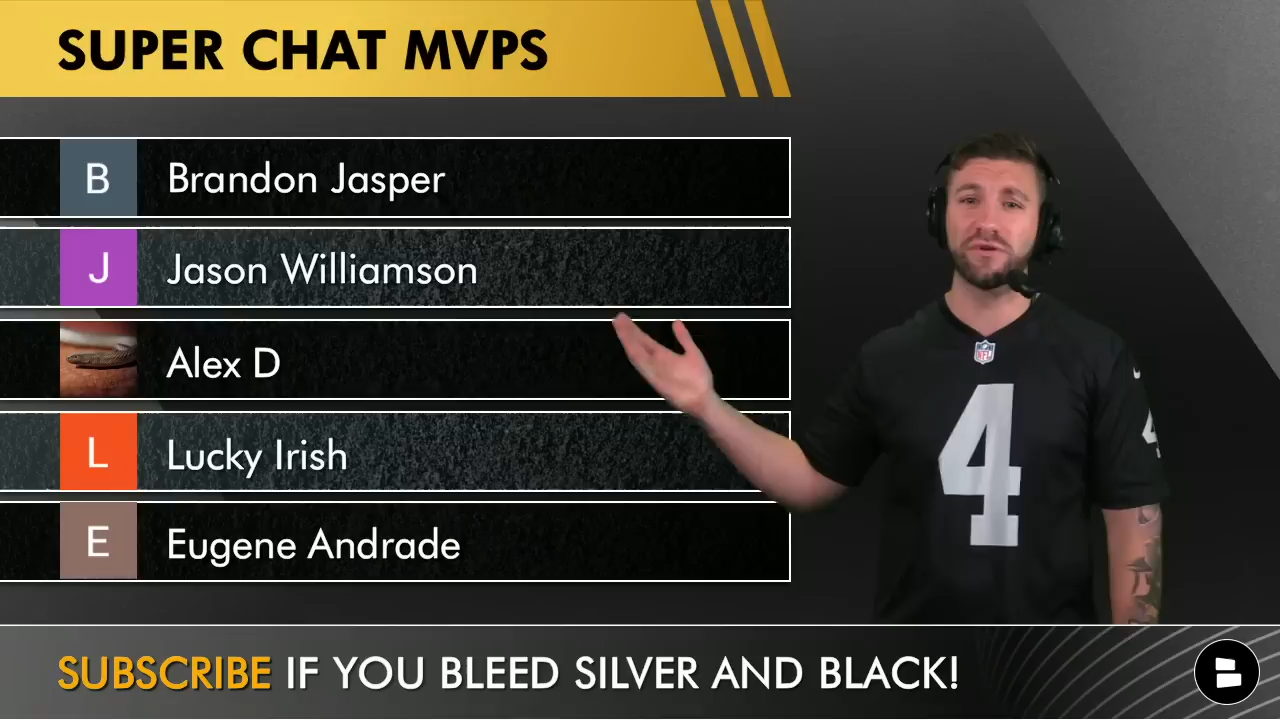 SUPER CHAT MVPS
B Brandon Jasper
J Jason Williamson
Alex D
L Lucky Irish
E Eugene Andrade
NFL
4
4
SUBSCRIBE IF YOU BLEED SILVER AND BLACK!